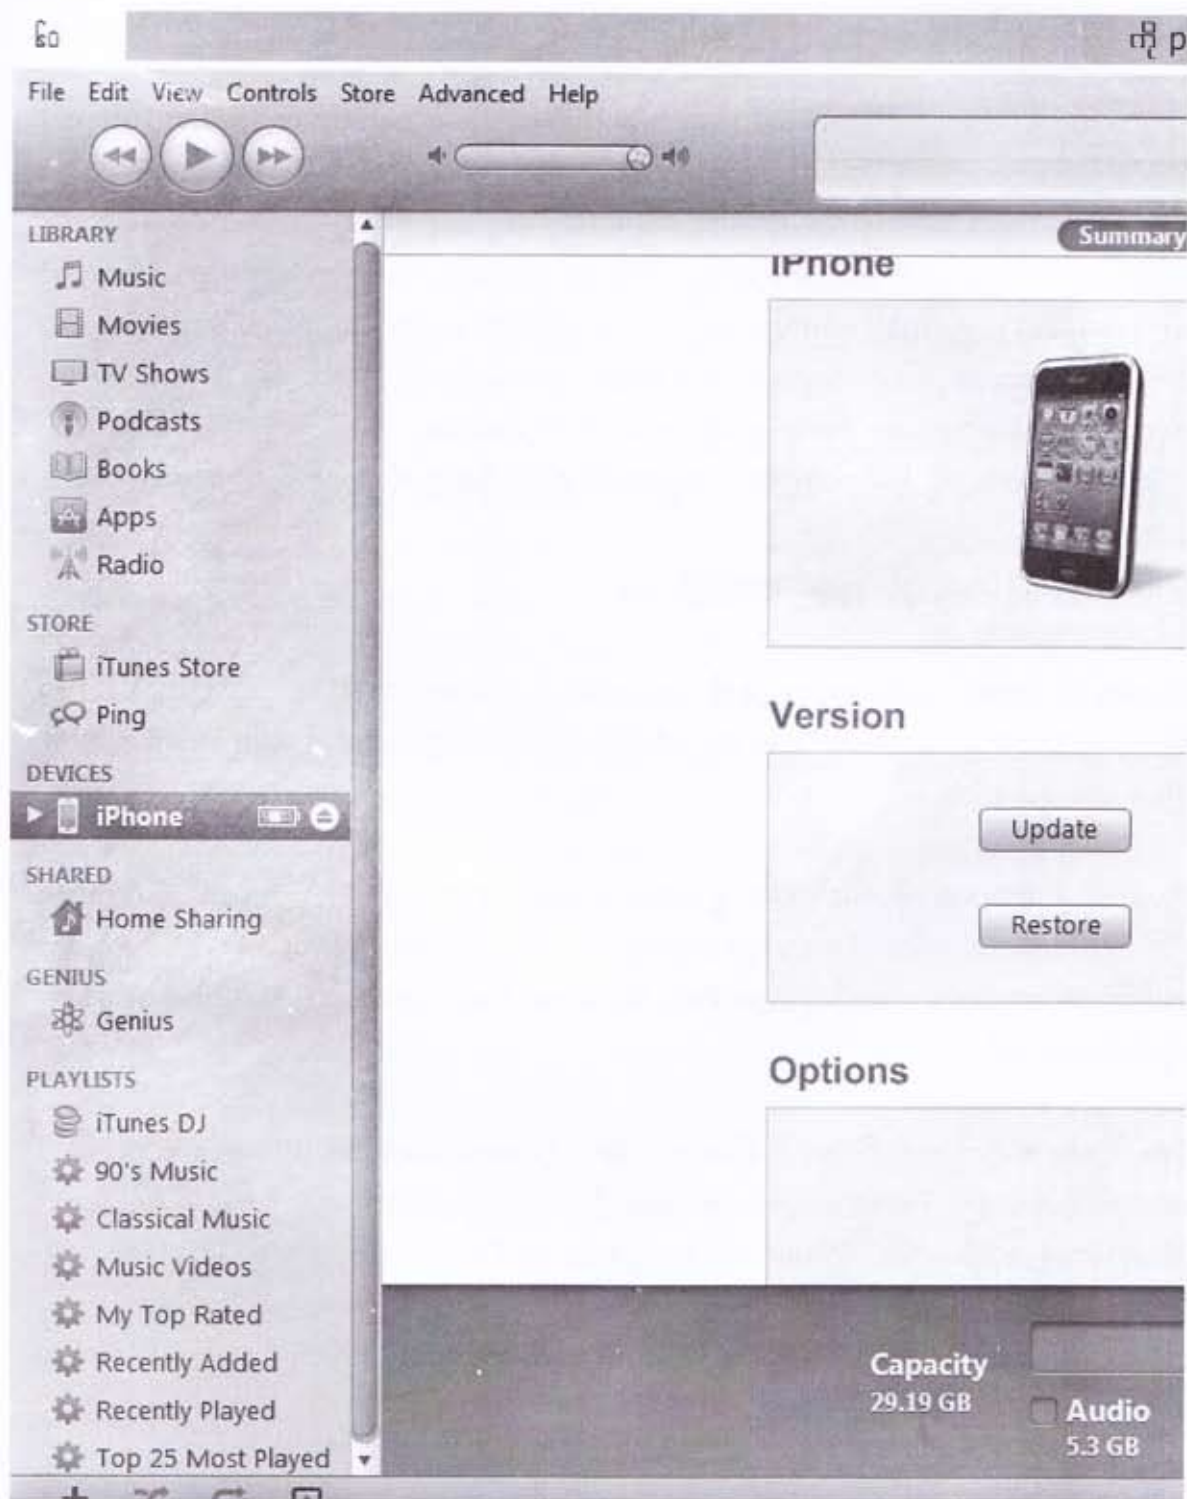 ၆၀
File Edit View Controls Store Advanced Help
LIBRARY
Music
Movies
TV Shows
Podcasts
Books
Apps
Radio
STORE
iTunes Store
Ping
DEVICES
iPhone
SHARED
Home Sharing
GENIUS
Genius
PLAYLISTS
iTunes DJ
90's Music
Classical Music
Music Videos
My Top Rated
Recently Added
Recently Played
Top 25 Most Played
Summary
iPhone
Version
Update
Restore
Options
Capacity
29.19 GB
Audio
5.3 GB